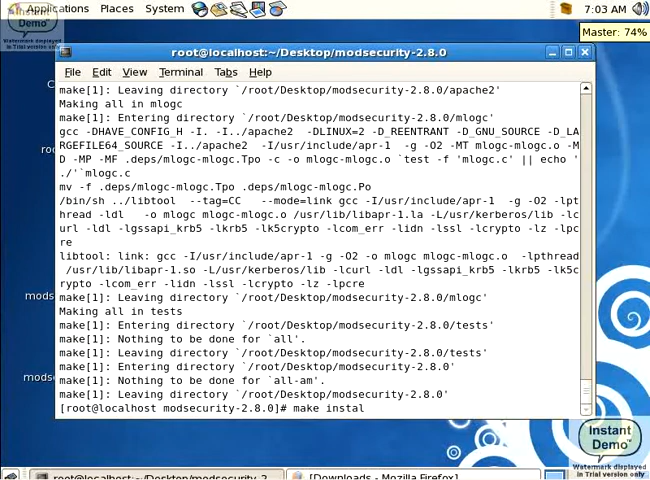 Instant
Demo™
Watermark displayed
in Trial version only
Applications Places System
7:03 AM
Master: 74%
root@localhost:~/Desktop/modsecurity-2.8.0
File Edit View Terminal Tabs Help
make[1]: Leaving directory `/root/Desktop/modsecurity-2.8.0/apache2'
Making all in mlogc
make[1]: Entering directory `/root/Desktop/modsecurity-2.8.0/mlogc'
gcc -DHAVE_CONFIG_H -I. -I../apache2  -DLINUX=2 -D_REENTRANT -D_GNU_SOURCE -D_LA
RGEFILE64_SOURCE -I../apache2  -I/usr/include/apr-1  -g -O2 -MT mlogc-mlogc.o -M
D -MP -MF .deps/mlogc-mlogc.Tpo -c -o mlogc-mlogc.o `test -f 'mlogc.c' || echo '
./'`mlogc.c
mv -f .deps/mlogc-mlogc.Tpo .deps/mlogc-mlogc.Po
/bin/sh ../libtool  --tag=CC   --mode=link gcc -I/usr/include/apr-1  -g -O2 -lpt
hread -ldl   -o mlogc mlogc-mlogc.o /usr/lib/libapr-1.la -L/usr/kerberos/lib -lc
url -ldl -lgssapi_krb5 -lkrb5 -lk5crypto -lcom_err -lidn -lssl -lcrypto -lz -lpc
re
libtool: link: gcc -I/usr/include/apr-1 -g -O2 -o mlogc mlogc-mlogc.o  -lpthread
 /usr/lib/libapr-1.so -L/usr/kerberos/lib -lcurl -ldl -lgssapi_krb5 -lkrb5 -lk5c
rypto -lcom_err -lidn -lssl -lcrypto -lz -lpcre
make[1]: Leaving directory `/root/Desktop/modsecurity-2.8.0/mlogc'
Making all in tests
make[1]: Entering directory `/root/Desktop/modsecurity-2.8.0/tests'
make[1]: Nothing to be done for `all'.
make[1]: Leaving directory `/root/Desktop/modsecurity-2.8.0/tests'
make[1]: Entering directory `/root/Desktop/modsecurity-2.8.0'
make[1]: Nothing to be done for `all-am'.
make[1]: Leaving directory `/root/Desktop/modsecurity-2.8.0'
[root@localhost modsecurity-2.8.0]# make instal
C
roo
mods
mods
Instant
Demo™
Watermark displayed
in Trial version only
root@localhost:~/Desktop/modsecurity-2
[Downloads - Mozilla Firefox]